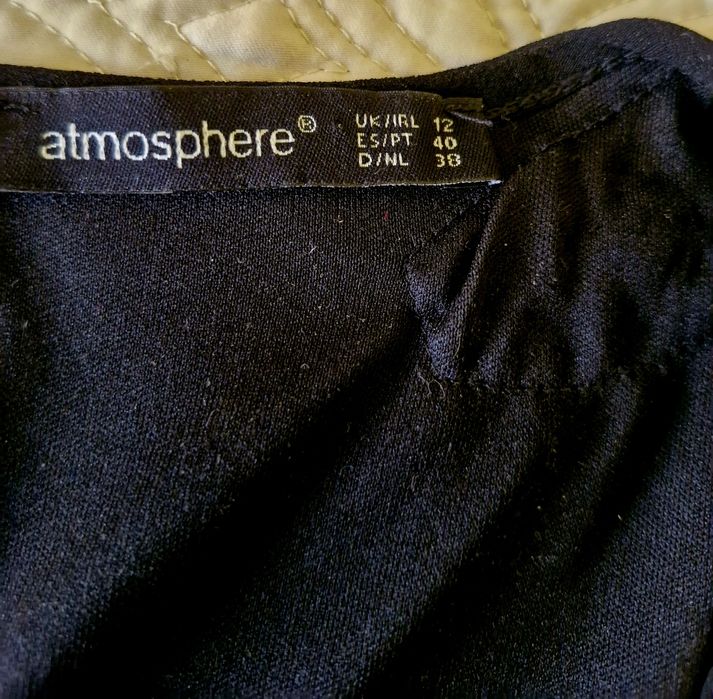 atmosphere®
UK/IRL 12
ES/PT 40
D/NL 38